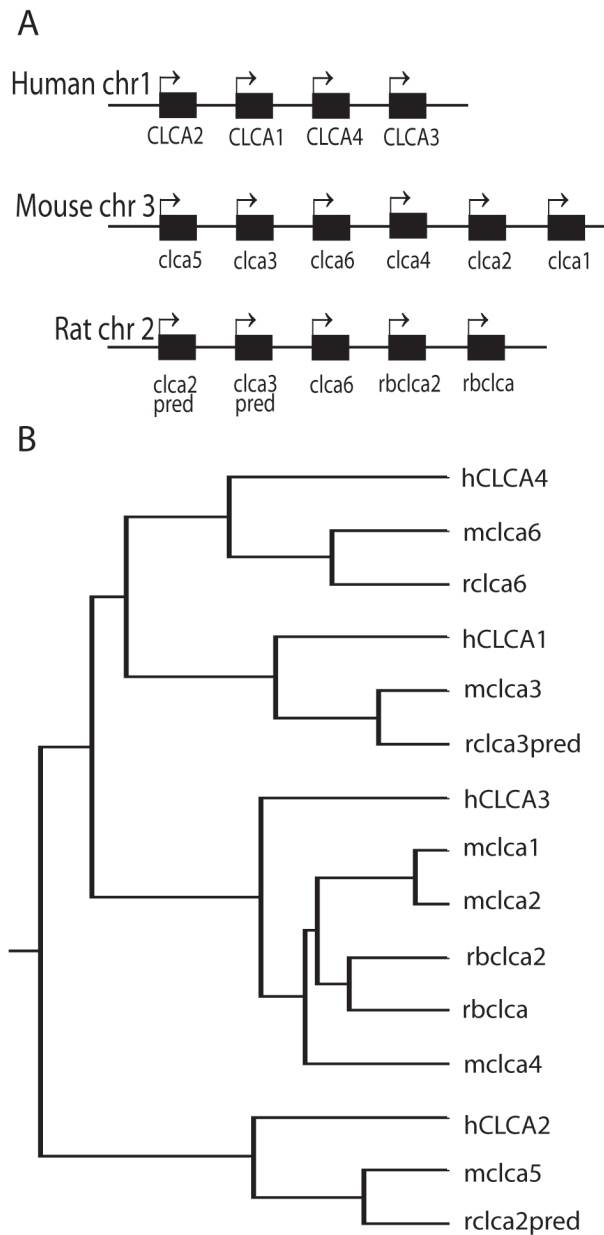 A
Human chr1
CLCA2 CLCA1 CLCA4 CLCA3
Mouse chr 3
clca5 clca3 clca6 clca4 clca2 clca1
Rat chr 2
clca2 clca3 clca6 rbclca2 rbclca
pred pred
B
hCLCA4
mclca6
rclca6
hCLCA1
mclca3
rclca3pred
hCLCA3
mclca1
mclca2
rbclca2
rbclca
mclca4
hCLCA2
mclca5
rclca2pred